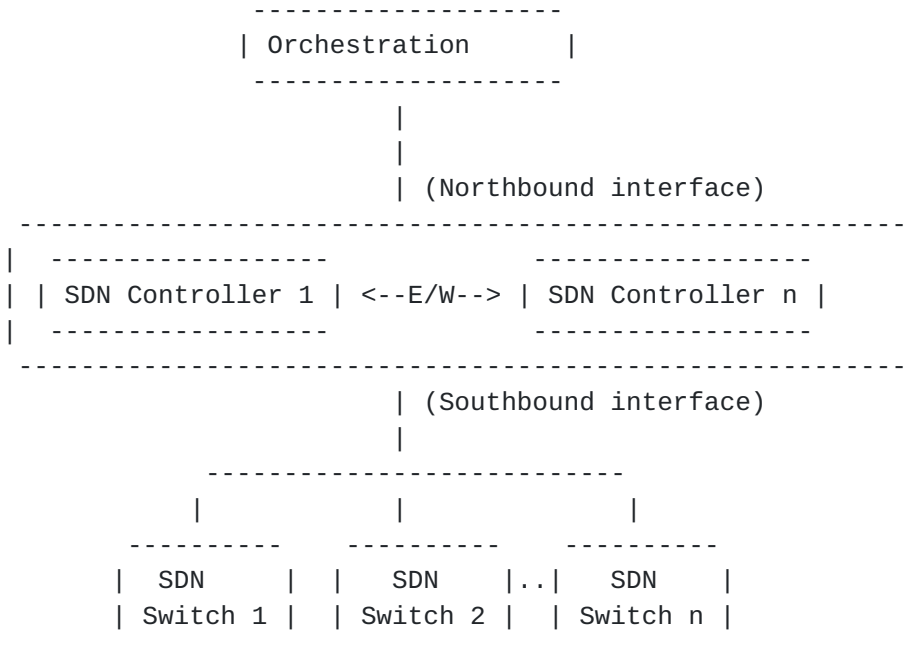 Orchestration
(Northbound interface)
SDN Controller 1 | <--E/W--> | SDN Controller n
(Southbound interface)
SDN SDN .. SDN
Switch 1 Switch 2 Switch n